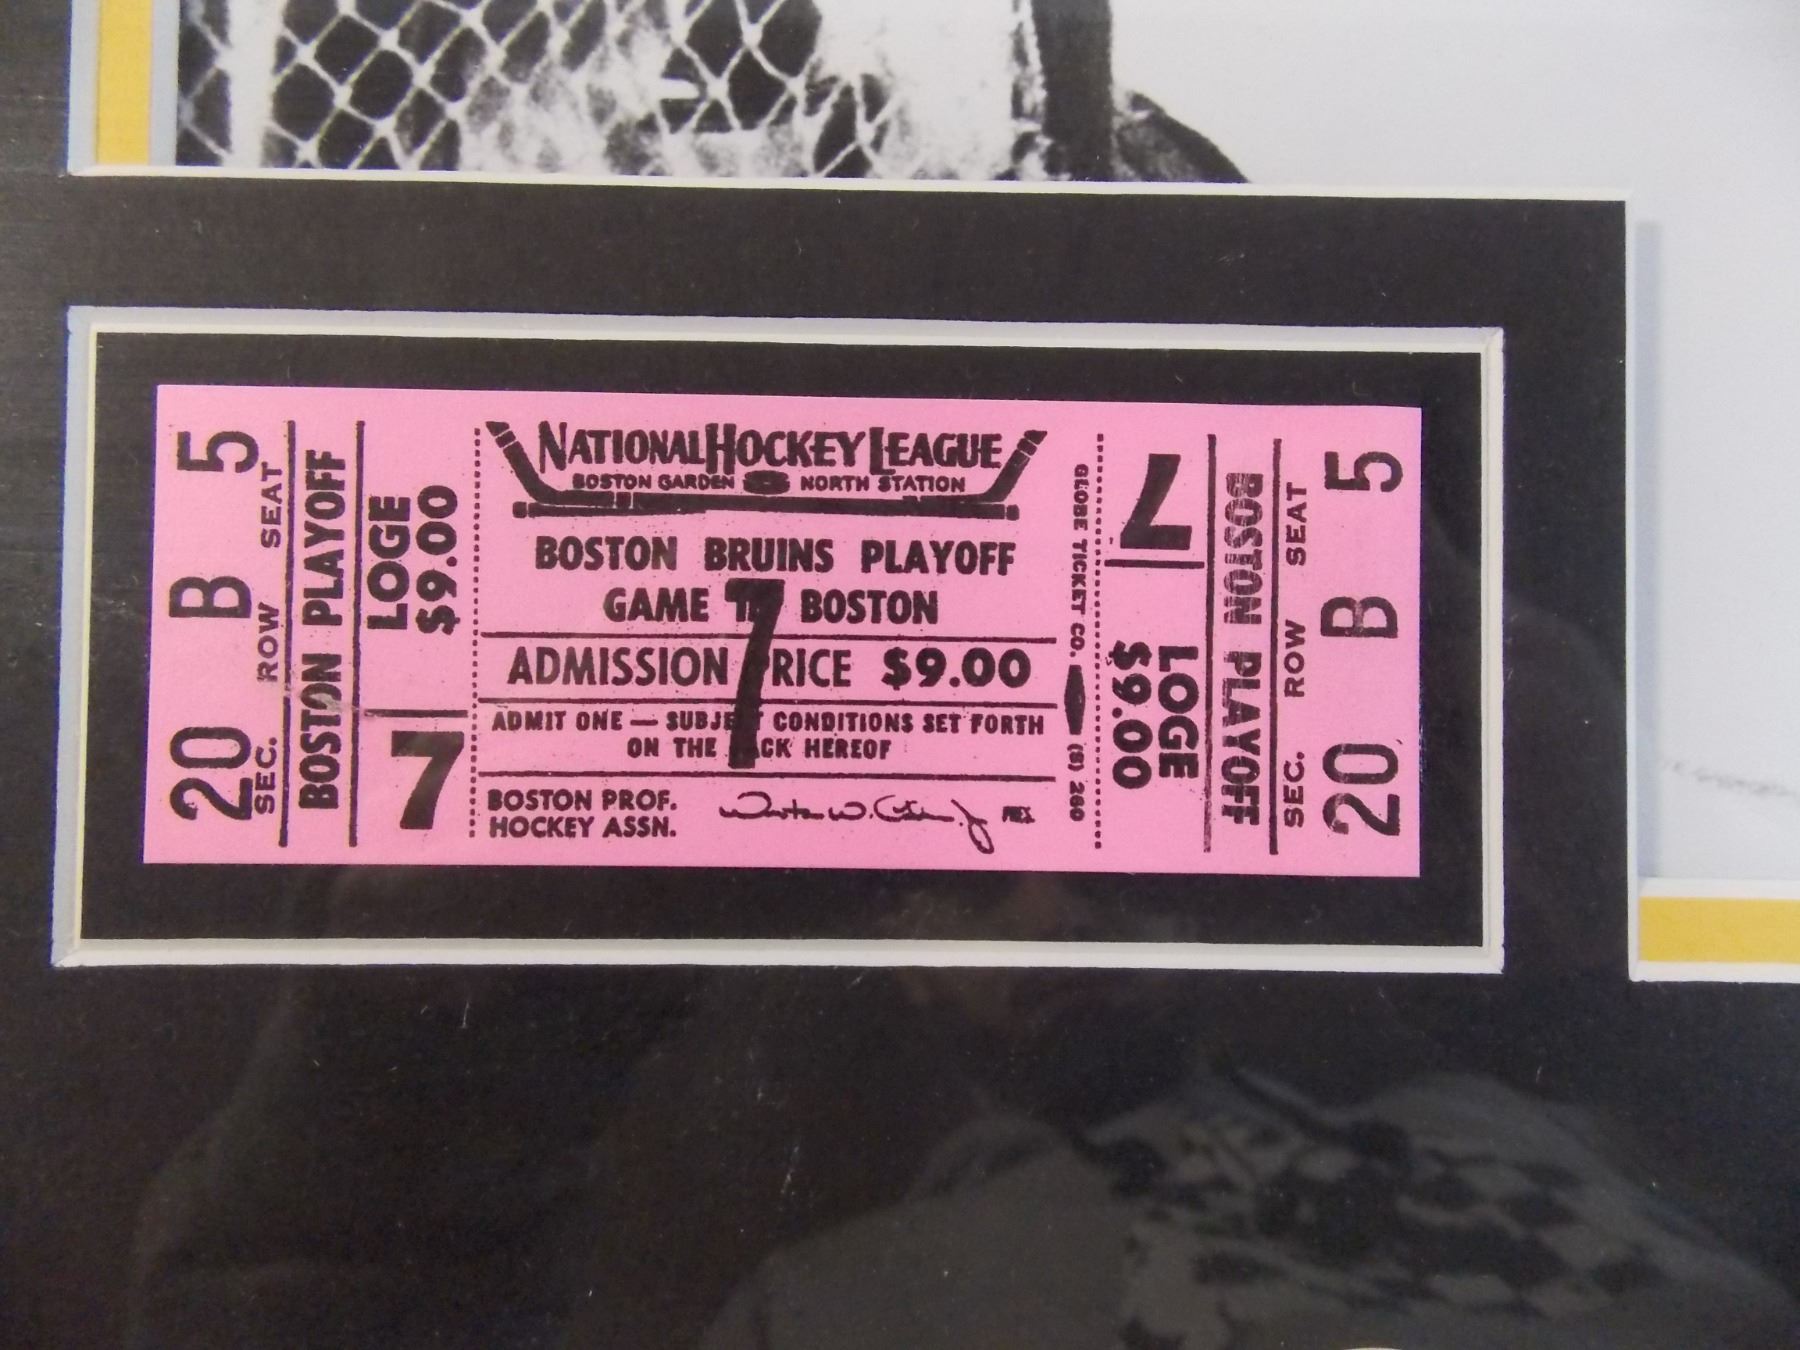 5
SEAT
B
ROW
20
SEC.
BOSTON PLAYOFF
LOGE
$9.00
7
NATIONAL HOCKEY LEAGUE
BOSTON GARDEN NORTH STATION
BOSTON BRUINS PLAYOFF
GAME 7 BOSTON
ADMISSION PRICE $9.00
ADMIT ONE — SUBJECT CONDITIONS SET FORTH
ON THE BACK HEREOF
BOSTON PROF. PRES.
HOCKEY ASSN.
GLOBE TICKET CO. (S) 260
7
LOGE
$9.00
BOSTON PLAYOFF
SEAT
5
ROW
B
SEC.
20